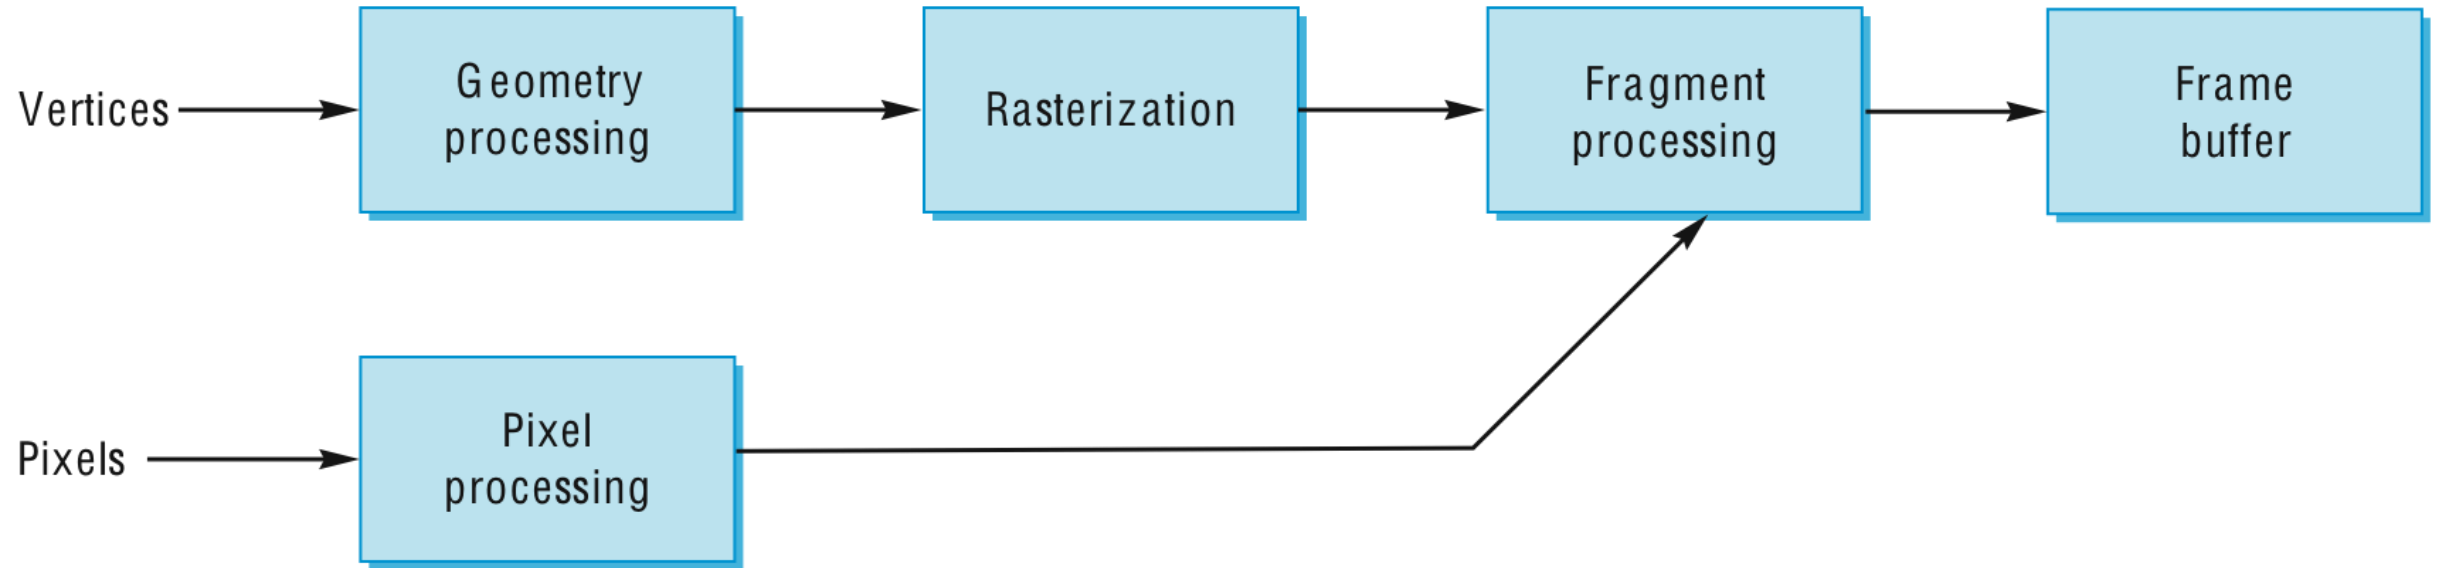 Vertices
Geometry
processing
Rasterization
Fragment
processing
Frame
buffer
Pixels
Pixel
processing